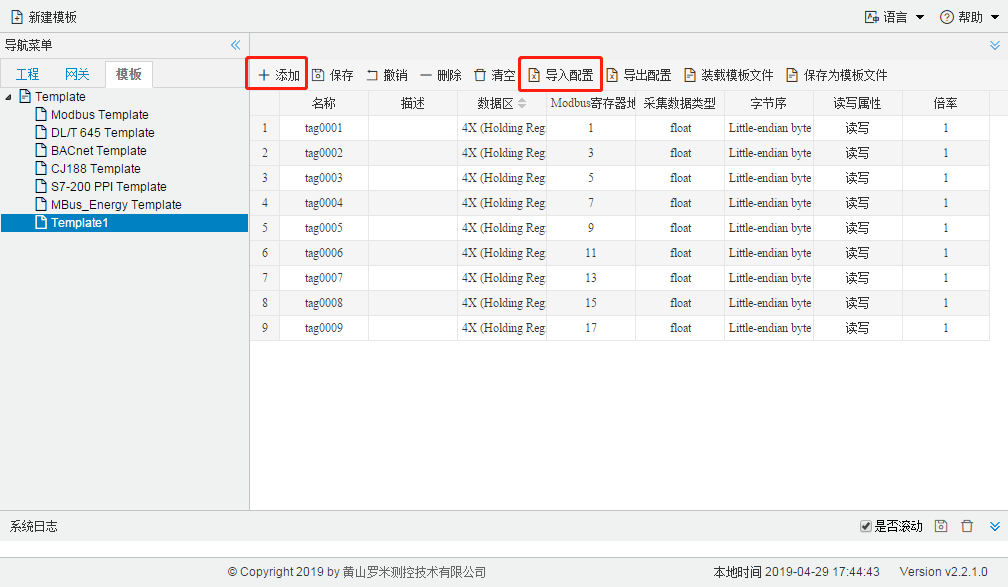 新建模板 语言 帮助
导航菜单
工程 网关 模板 添加 保存 撤销 删除 清空 导入配置 导出配置 装载模板文件 保存为模板文件
Template
Modbus Template
DL/T 645 Template
BACnet Template
CJ188 Template
S7-200 PPI Template
MBus_Energy Template
Template1
名称 描述 数据区 Modbus寄存器地 采集数据类型 字节序 读写属性 倍率
1 tag0001 4X (Holding Reg 1 float Little-endian byte 读写 1
2 tag0002 4X (Holding Reg 3 float Little-endian byte 读写 1
3 tag0003 4X (Holding Reg 5 float Little-endian byte 读写 1
4 tag0004 4X (Holding Reg 7 float Little-endian byte 读写 1
5 tag0005 4X (Holding Reg 9 float Little-endian byte 读写 1
6 tag0006 4X (Holding Reg 11 float Little-endian byte 读写 1
7 tag0007 4X (Holding Reg 13 float Little-endian byte 读写 1
8 tag0008 4X (Holding Reg 15 float Little-endian byte 读写 1
9 tag0009 4X (Holding Reg 17 float Little-endian byte 读写 1
系统日志 是否滚动
© Copyright 2019 by 黄山罗米测控技术有限公司 本地时间 2019-04-29 17:44:43 Version v2.2.1.0